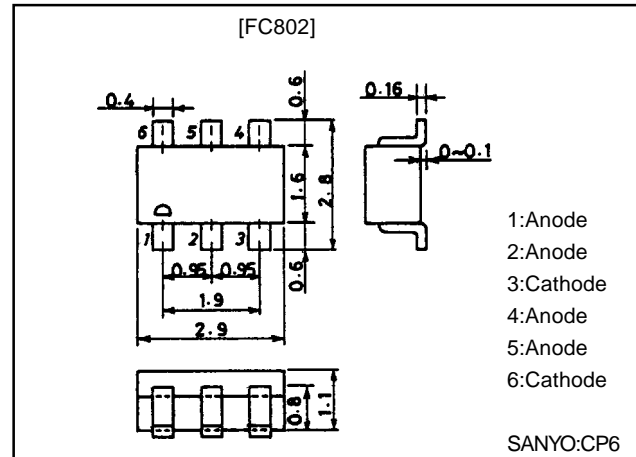 [FC802]
0.4
0.6
0.16
6 5 4
0~0.1
1.6
2.8
1 2 3
0.6
0.95 0.95
1.9
2.9
0.8
1.1
1:Anode
2:Anode
3:Cathode
4:Anode
5:Anode
6:Cathode
SANYO:CP6